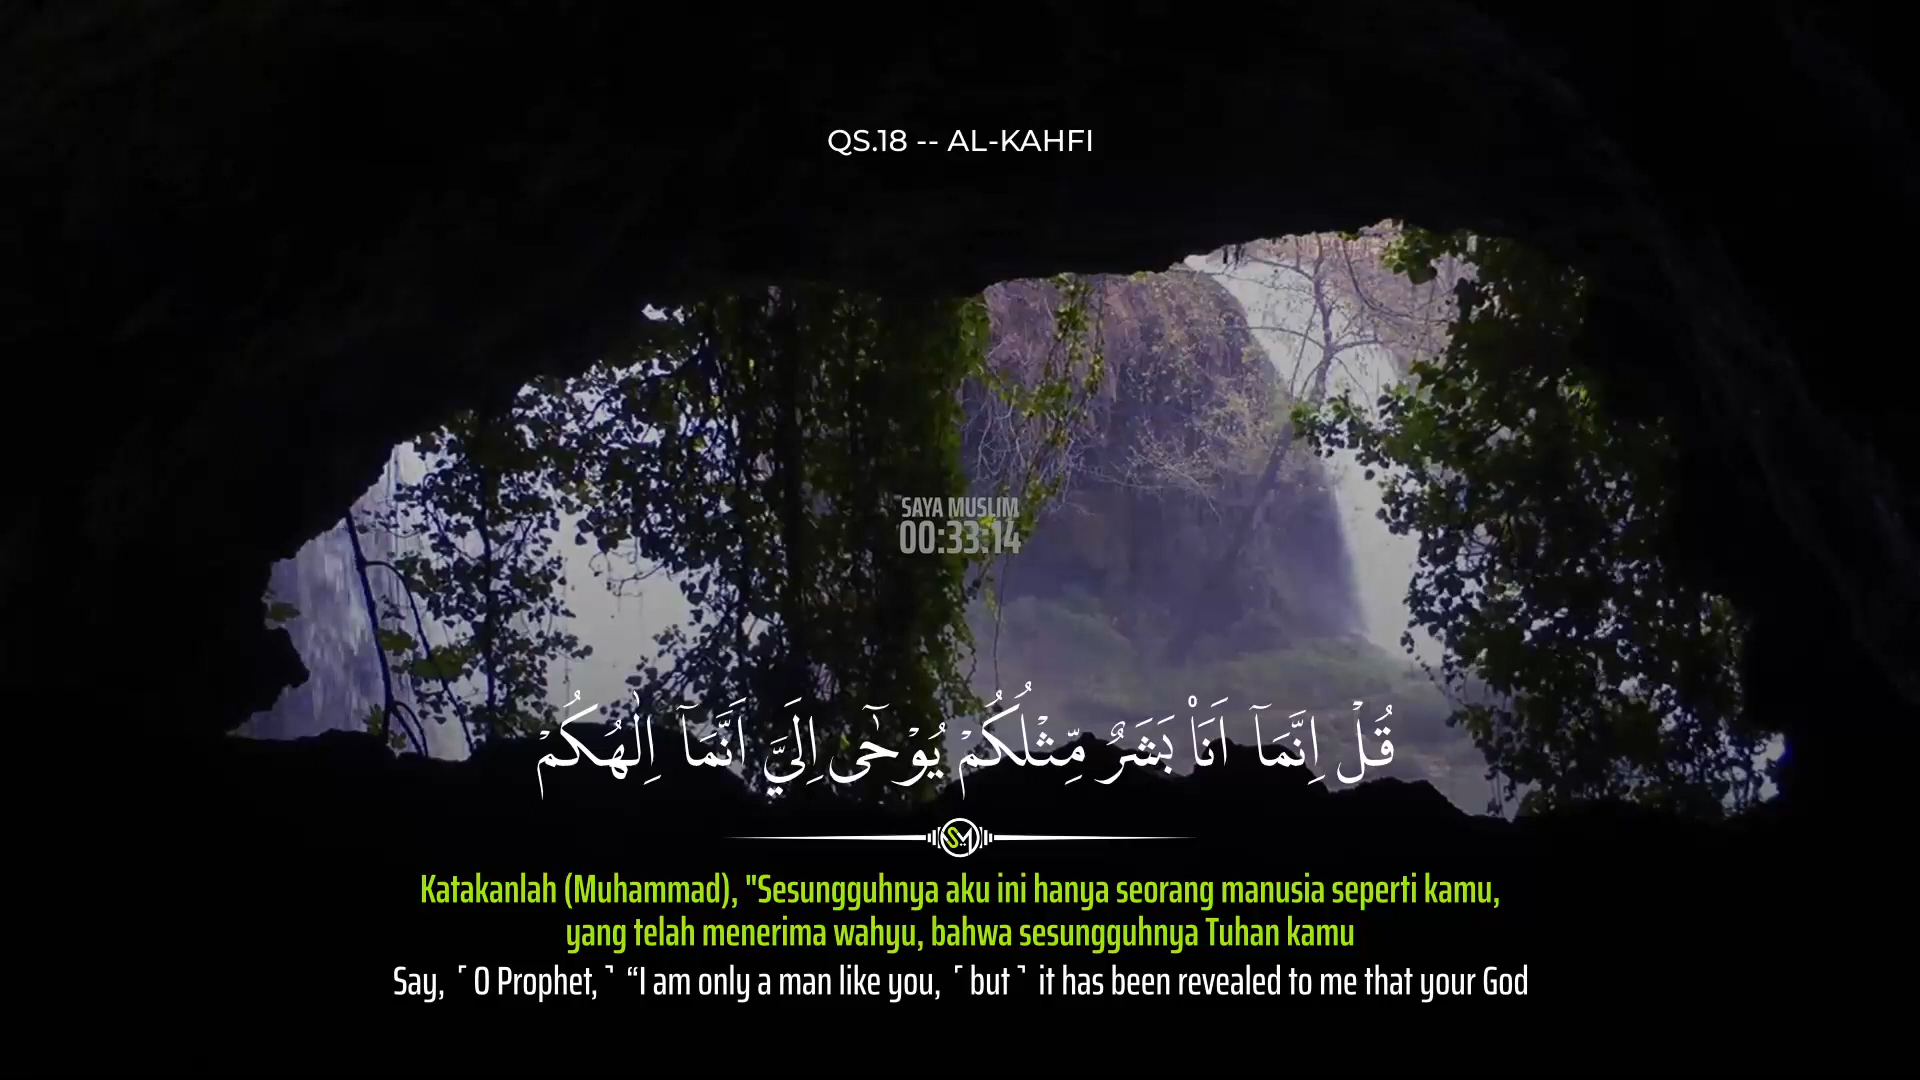 QS.18 -- AL-KAHFI
SAYA MUSLIM
00:33:14
قُلْ اِنَّمَآ اَنَا۠ بَشَرٌ مِّثْلُكُمْ يُوْحٰٓى اِلَيَّ اَنَّمَآ اِلٰهُكُمْ
SM
Katakanlah (Muhammad), "Sesungguhnya aku ini hanya seorang manusia seperti kamu,
yang telah menerima wahyu, bahwa sesungguhnya Tuhan kamu
Say, ˹O Prophet,˺ “I am only a man like you, ˹but˺ it has been revealed to me that your God